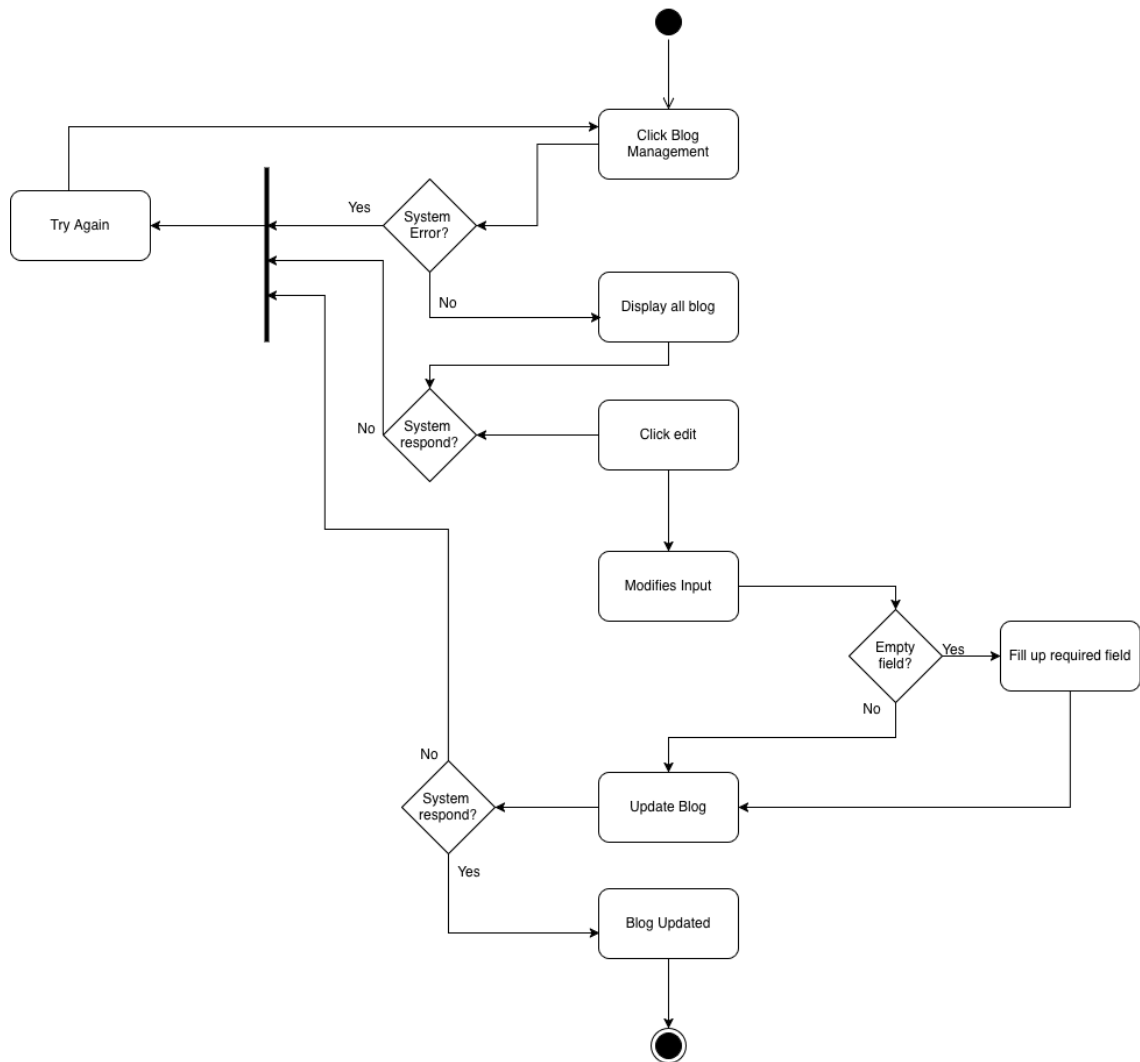 Click Blog
Management
Try Again
Yes
System
Error?
No
Display all blog
No
System
respond?
Click edit
Modifies Input
Empty
field?
Yes
Fill up required field
No
No
System
respond?
Update Blog
Yes
Blog Updated